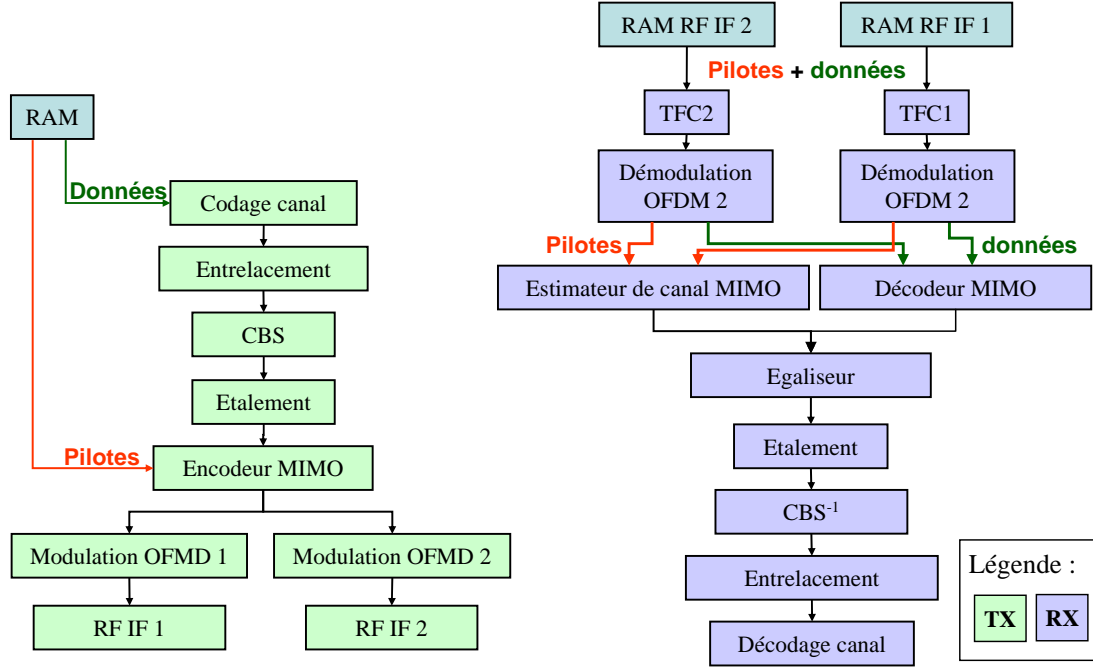 RAM
Données
Codage canal
Entrelacement
CBS
Etalement
Pilotes
Encodeur MIMO
Modulation OFMD 1
Modulation OFMD 2
RF IF 1
RF IF 2
RAM RF IF 2
RAM RF IF 1
Pilotes + données
TFC2
TFC1
Démodulation
OFDM 2
Démodulation
OFDM 2
Pilotes
données
Estimateur de canal MIMO
Décodeur MIMO
Egaliseur
Etalement
CBS-1
Entrelacement
Décodage canal
Légende :
TX
RX